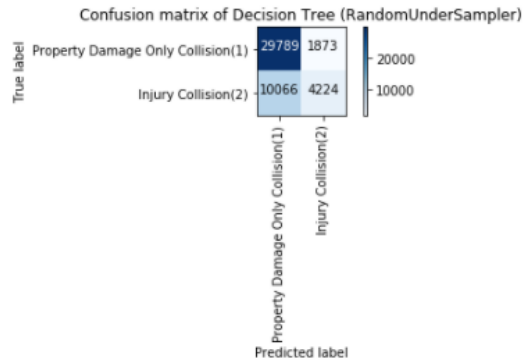 Confusion matrix of Decision Tree (RandomUnderSampler)
True label
Property Damage Only Collision(1)
29789 1873
Injury Collision(2)
10066 4224
20000
10000
Property Damage Only Collision(1)
Injury Collision(2)
Predicted label